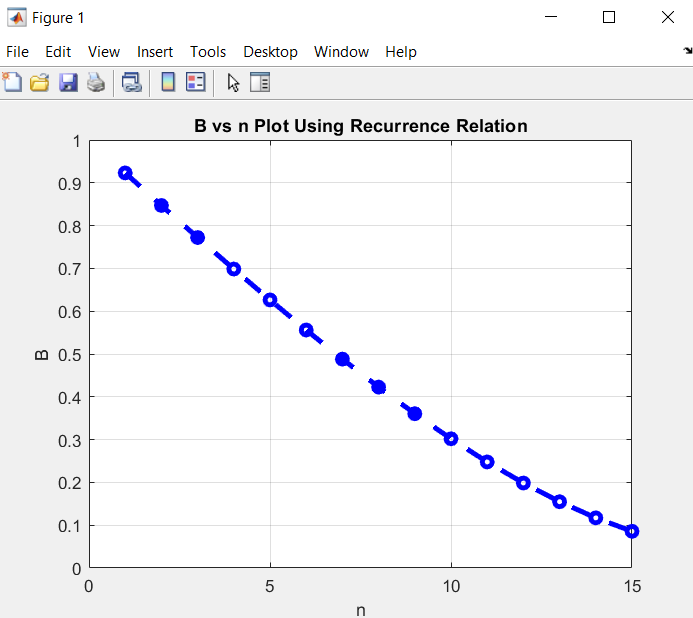 Figure 1
File Edit View Insert Tools Desktop Window Help
B vs n Plot Using Recurrence Relation
1
0.9
0.8
0.7
0.6
0.5
0.4
0.3
0.2
0.1
0
B
0 5 10 15
n